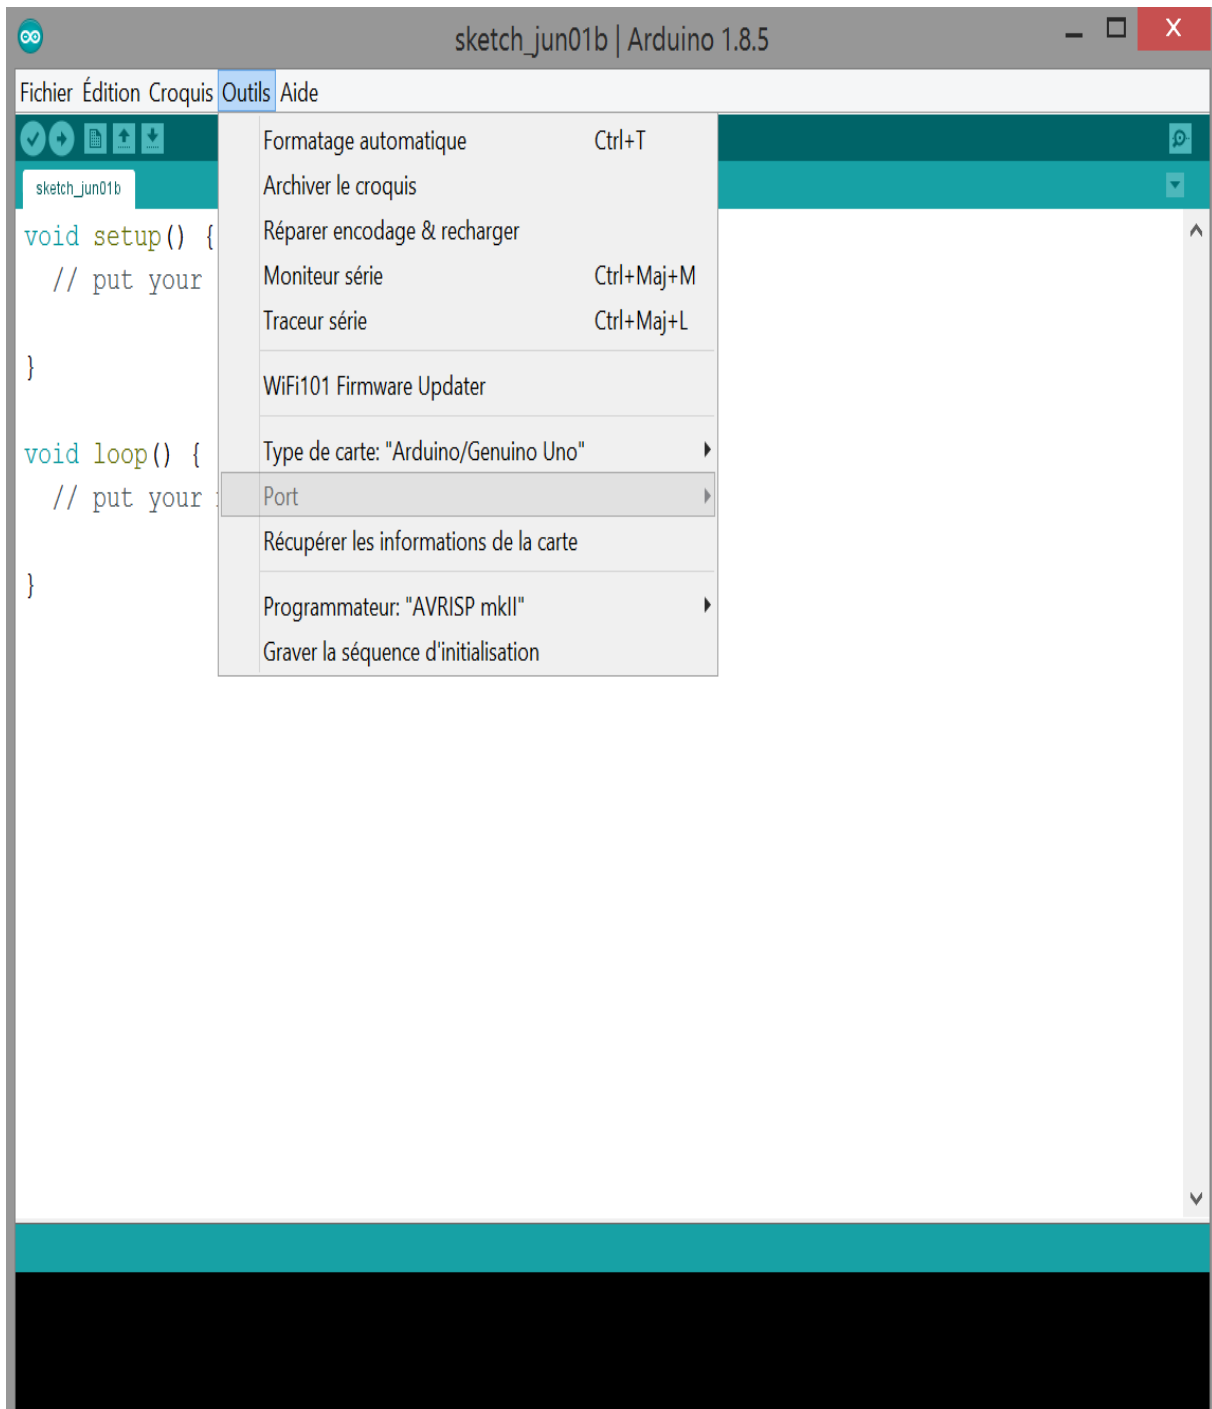 sketch_jun01b | Arduino 1.8.5
X
Fichier Édition Croquis Outils Aide
sketch_jun01b
Formatage automatique Ctrl+T
Archiver le croquis
Réparer encodage & recharger
Moniteur série Ctrl+Maj+M
Traceur série Ctrl+Maj+L
WiFi101 Firmware Updater
Type de carte: "Arduino/Genuino Uno"
Port
Récupérer les informations de la carte
Programmateur: "AVRISP mkII"
Graver la séquence d'initialisation
void setup() {
// put your
}
void loop() {
// put your
}